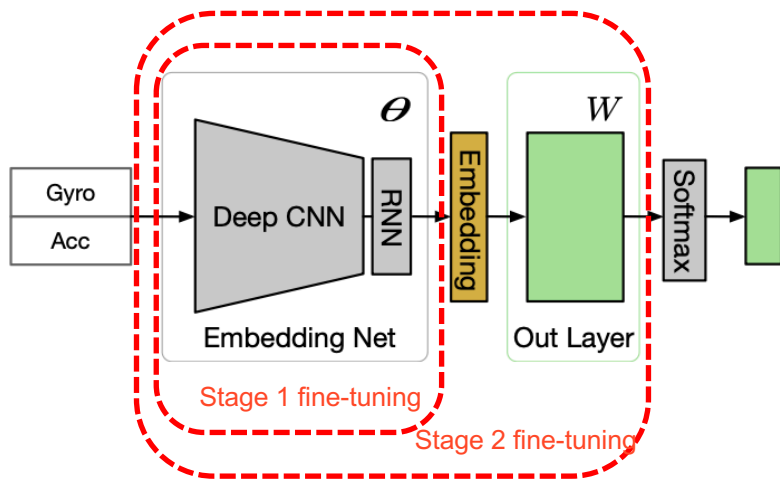 Gyro
Acc
Deep CNN
RNN
θ
Embedding Net
Embedding
W
Out Layer
Softmax
Stage 1 fine-tuning
Stage 2 fine-tuning